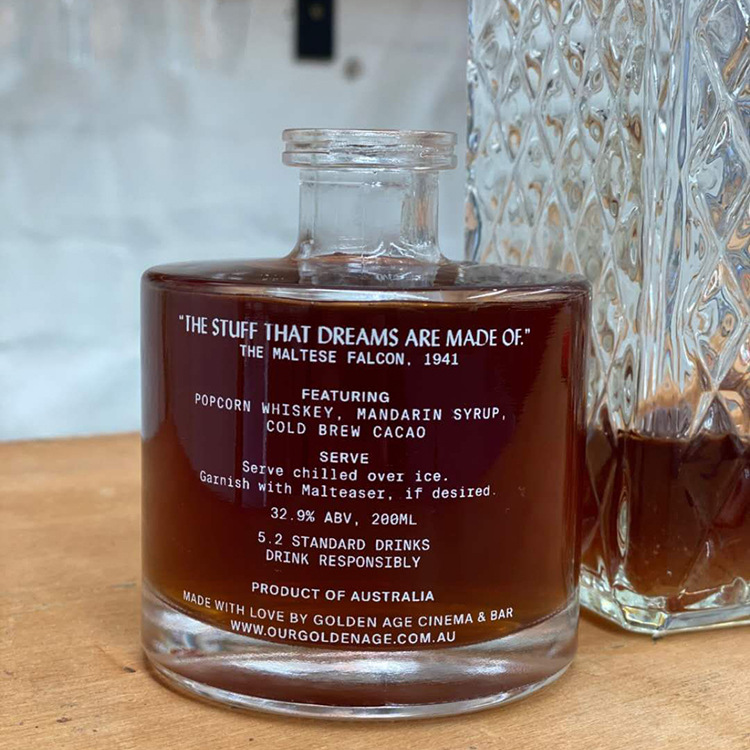 "THE STUFF THAT DREAMS ARE MADE OF."
THE MALTESE FALCON, 1941
FEATURING
POPCORN WHISKEY, MANDARIN SYRUP,
COLD BREW CACAO
SERVE
Serve chilled over ice.
Garnish with Malteaser, if desired.
32.9% ABV, 200ML
5.2 STANDARD DRINKS
DRINK RESPONSIBLY
PRODUCT OF AUSTRALIA
MADE WITH LOVE BY GOLDEN AGE CINEMA & BAR
WWW.OURGOLDENAGE.COM.AU